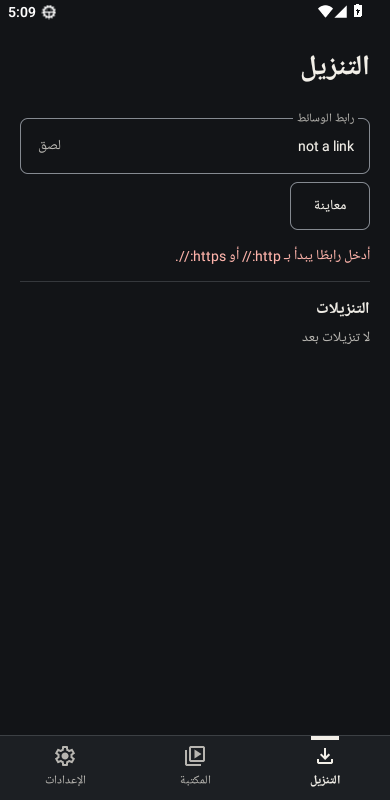 5:09
التنزيل
رابط الوسائط
not a link
لصق
معاينة
أدخل رابطًا يبدأ بـ http:// أو https://.
التنزيلات
لا تنزيلات بعد
التنزيل
المكتبة
الإعدادات